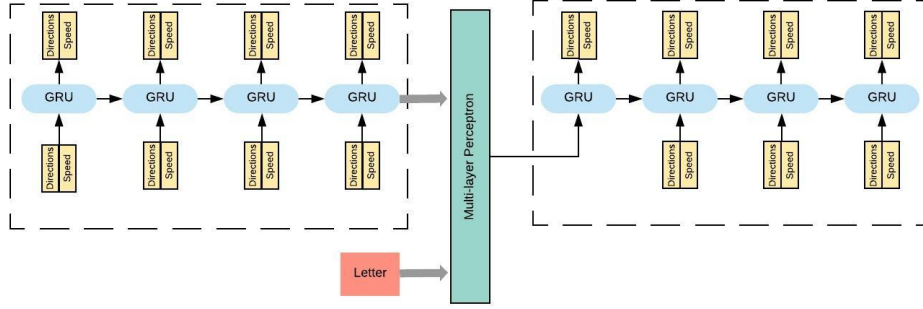 Directions Speed Directions Speed Directions Speed Directions Speed
GRU GRU GRU GRU
Directions Speed Directions Speed Directions Speed Directions Speed
Letter
Multi-layer Perceptron
Directions Speed Directions Speed Directions Speed Directions Speed
GRU GRU GRU GRU
Directions Speed Directions Speed Directions Speed